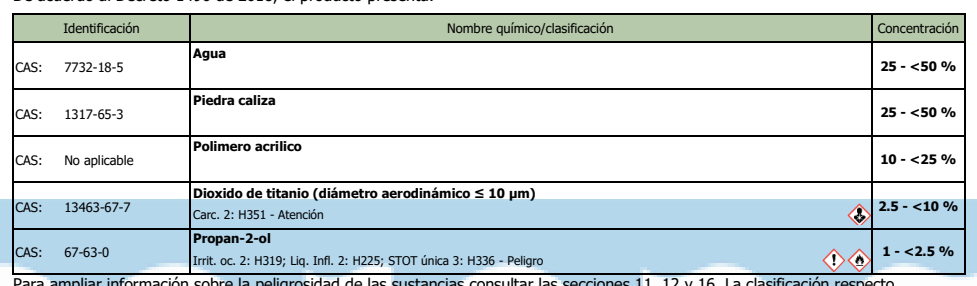 De acuerdo al Decreto 1496 de 2018, el producto presenta:
Identificación Nombre químico/clasificación Concentración
CAS: 7732-18-5 Agua 25 - <50 %
CAS: 1317-65-3 Piedra caliza 25 - <50 %
CAS: No aplicable Polimero acrilico 10 - <25 %
Dioxido de titanio (diámetro aerodinámico ≤ 10 μm)
CAS: 13463-67-7 2.5 - <10 %
Carc. 2: H351 - Atención
Propan-2-ol
CAS: 67-63-0 1 - <2.5 %
Irrit. oc. 2: H319; Liq. Infl. 2: H225; STOT única 3: H336 - Peligro
Para ampliar información sobre la peligrosidad de las sustancias consultar las secciones 11, 12 y 16. La clasificación respecto